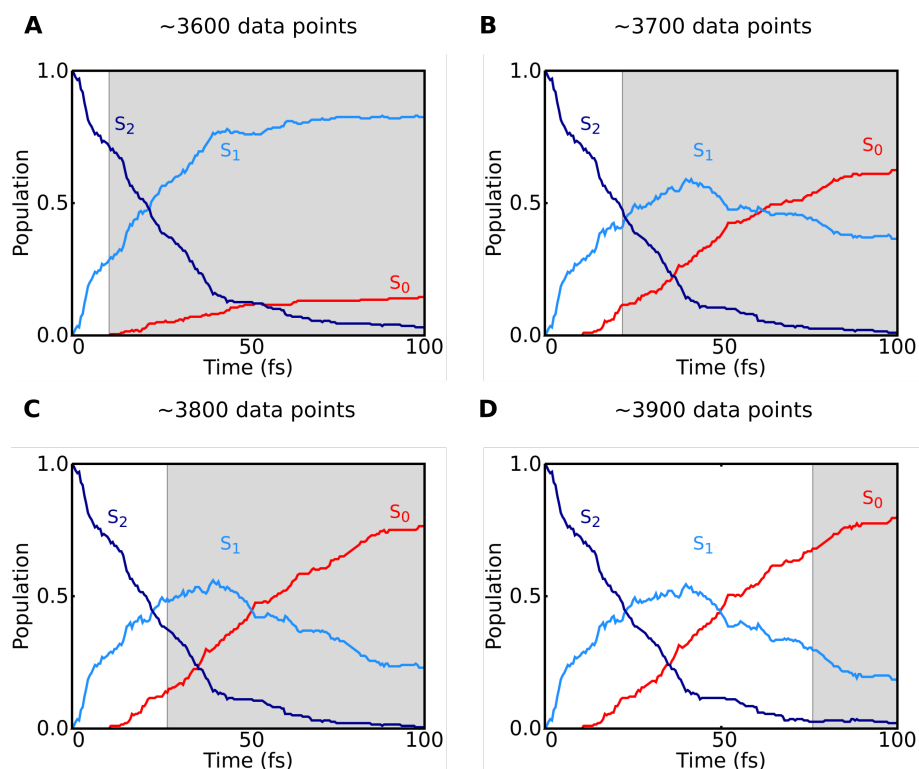 A
~3600 data points
1.0
0.5
0.0
Population
S2
S1
S0
0
50
100
Time (fs)
B
~3700 data points
1.0
0.5
0.0
Population
S2
S1
S0
0
50
100
Time (fs)
C
~3800 data points
1.0
0.5
0.0
Population
S2
S1
S0
0
50
100
Time (fs)
D
~3900 data points
1.0
0.5
0.0
Population
S2
S1
S0
0
50
100
Time (fs)